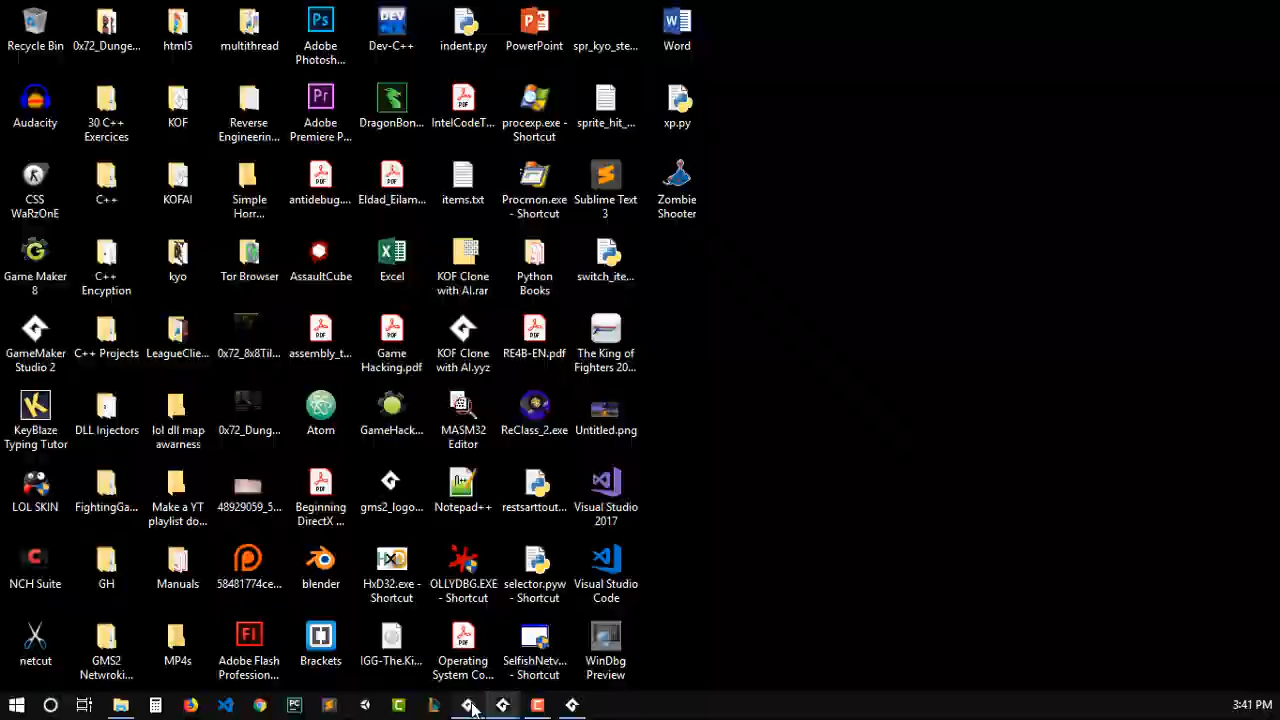 Recycle Bin
0x72_Dunge...
html5
multithread
Adobe
Photosh...
Dev-C++
indent.py
PowerPoint
spr_kyo_ste...
Word
Audacity
30 C++
Exercices
KOF
Reverse
Engineerin...
Adobe
Premiere P...
DragonBon...
IntelCodeT...
procexp.exe -
Shortcut
sprite_hit_...
xp.py
CSS
WaRzOnE
C++
KOFAI
Simple
Horr...
antidebug....
Eldad_Eilam...
items.txt
Procmon.exe
- Shortcut
Sublime Text
3
Zombie
Shooter
Game Maker
8
C++
Encyption
kyo
Tor Browser
AssaultCube
Excel
KOF Clone
with AI.rar
Python
Books
switch_ite...
GameMaker
Studio 2
C++ Projects
LeagueClie...
0x72_8x8Til...
assembly_t...
Game
Hacking.pdf
KOF Clone
with AI.yyz
RE4B-EN.pdf
The King of
Fighters 20...
KeyBlaze
Typing Tutor
DLL Injectors
lol dll map
awarness
0x72_Dung...
Atom
GameHack...
MASM32
Editor
ReClass_2.exe
Untitled.png
LOL SKIN
FightingGa...
Make a YT
playlist do...
48929059_5...
Beginning
DirectX ...
gms2_logo...
Notepad++
restsarttout...
Visual Studio
2017
NCH Suite
GH
Manuals
58481774ce...
blender
HxD32.exe -
Shortcut
OLLYDBG.EXE
- Shortcut
selector.pyw
- Shortcut
Visual Studio
Code
netcut
GMS2
Netwroki...
MP4s
Adobe Flash
Profession...
Brackets
IGG-The.Ki...
Operating
System Co...
SelfishNetv...
- Shortcut
WinDbg
Preview
3:41 PM